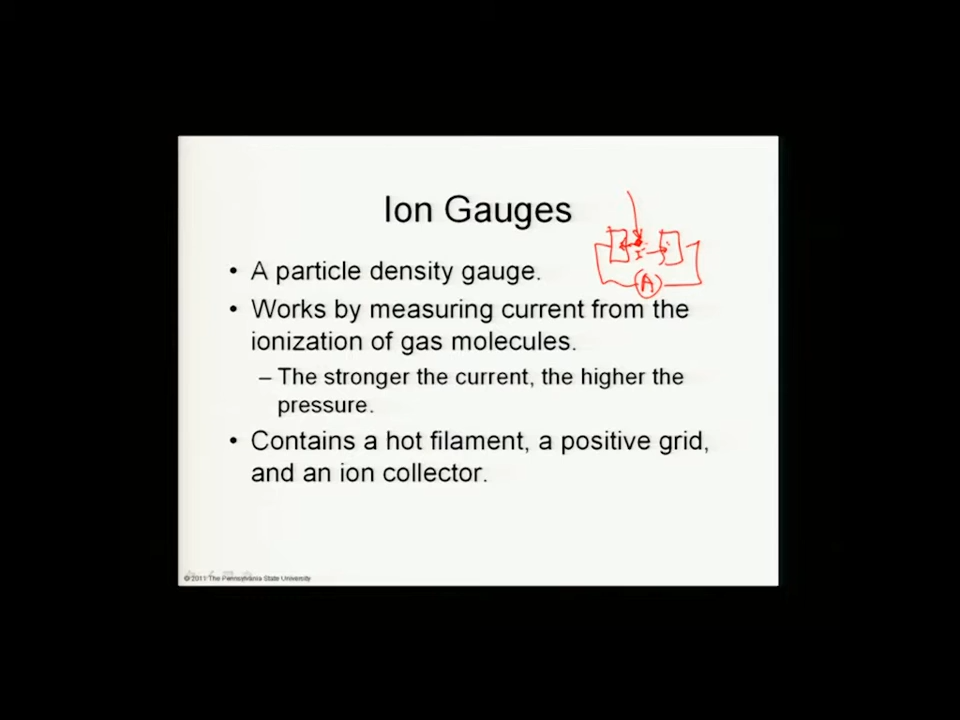 Ion Gauges
• A particle density gauge.
A
• Works by measuring current from the
ionization of gas molecules.
– The stronger the current, the higher the
pressure.
• Contains a hot filament, a positive grid,
and an ion collector.
© 2011 The Pennsylvania State University